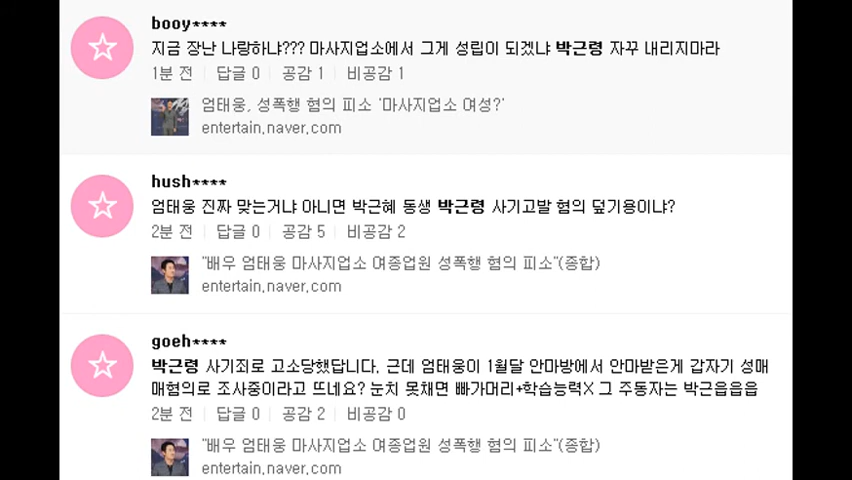 booy****
지금 장난 나랑하냐??? 마사지업소에서 그게 성립이 되겠냐 박근령 자꾸 내리지마라
1분 전 답글 0 공감 1 비공감 1
엄태웅, 성폭행 혐의 피소 '마사지업소 여성?'
entertain.naver.com
hush****
엄태웅 진짜 맞는거냐 아니면 박근혜 동생 박근령 사기고발 혐의 덮기용이냐?
2분 전 답글 0 공감 5 비공감 2
"배우 엄태웅 마사지업소 여종업원 성폭행 혐의 피소"(종합)
entertain.naver.com
goeh****
박근령 사기죄로 고소당했답니다. 근데 엄태웅이 1월달 안마방에서 안마받은게 갑자기 성매
매혐의로 조사중이라고 뜨네요? 눈치 못채면 빠가머리+학습능력X 그 주동자는 박근읍읍읍
2분 전 답글 0 공감 2 비공감 0
"배우 엄태웅 마사지업소 여종업원 성폭행 혐의 피소"(종합)
entertain.naver.com